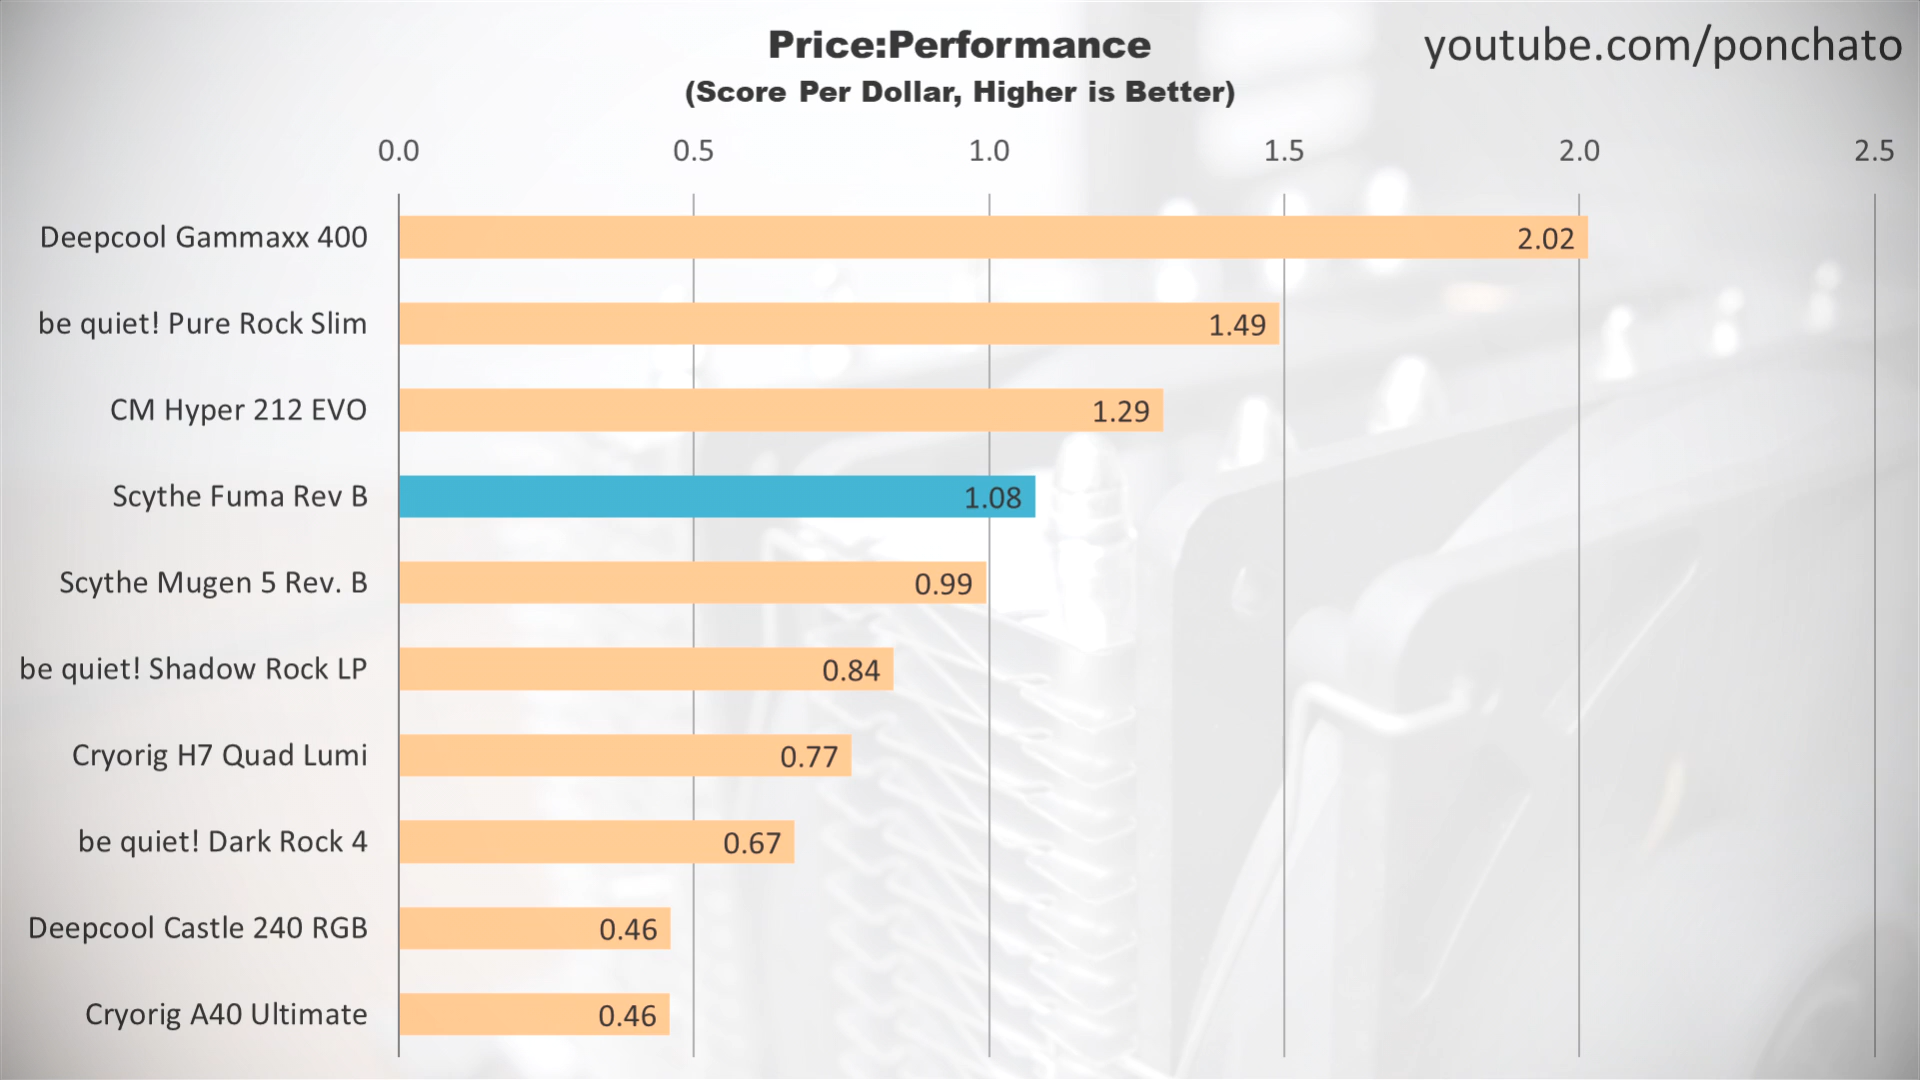 Price:Performance
(Score Per Dollar, Higher is Better)
youtube.com/ponchato
0.0 0.5 1.0 1.5 2.0 2.5
Deepcool Gammaxx 400 2.02
be quiet! Pure Rock Slim 1.49
CM Hyper 212 EVO 1.29
Scythe Fuma Rev B 1.08
Scythe Mugen 5 Rev. B 0.99
be quiet! Shadow Rock LP 0.84
Cryorig H7 Quad Lumi 0.77
be quiet! Dark Rock 4 0.67
Deepcool Castle 240 RGB 0.46
Cryorig A40 Ultimate 0.46